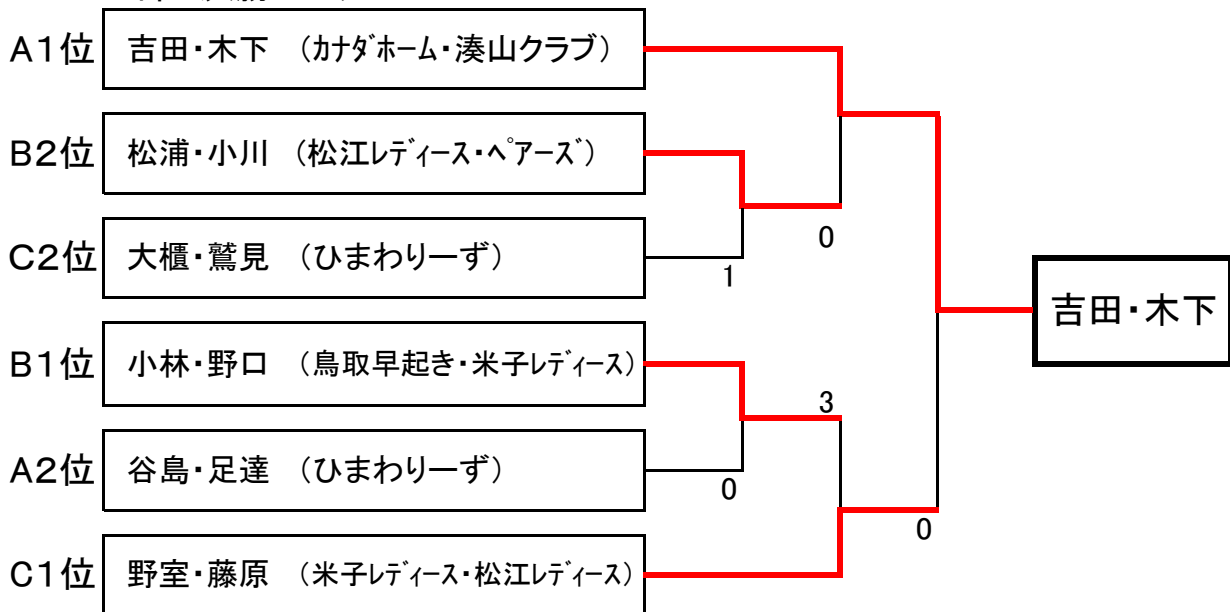 A1位 吉田・木下 (ｶﾅﾀﾞﾎｰﾑ・湊山クラブ)
B2位 松浦・小川 (松江ﾚﾃﾞｨｰｽ・ﾍﾟｱｰｽﾞ)
0
C2位 大櫃・鷲見 (ひまわりーず)
1
吉田・木下
B1位 小林・野口 (鳥取早起き・米子ﾚﾃﾞｨｰｽ)
3
A2位 谷島・足達 (ひまわりーず)
0
0
C1位 野室・藤原 (米子ﾚﾃﾞｨｰｽ・松江ﾚﾃﾞｨｰｽ)